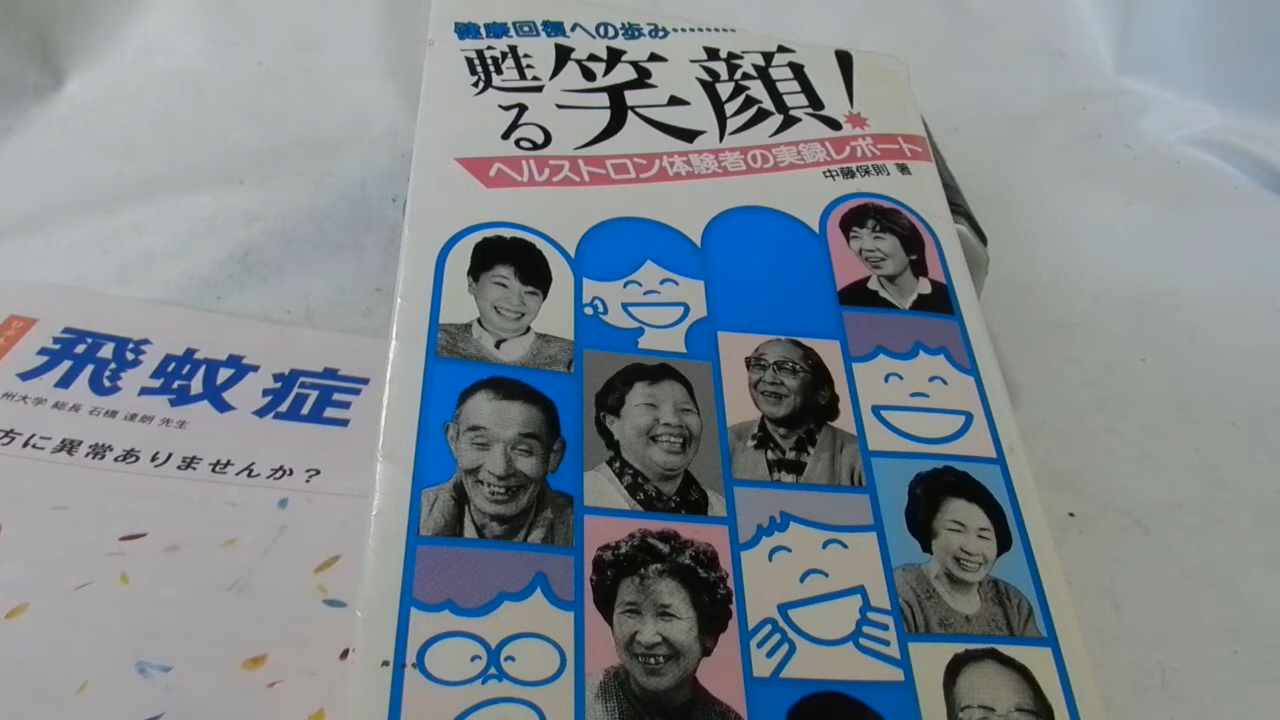 健康回復への歩み………
甦る笑顔!
ヘルストロン体験者の実録レポート
中藤保則 著
飛蚊症
州大学 総長 石橋 達朗 先生
方に異常ありませんか？